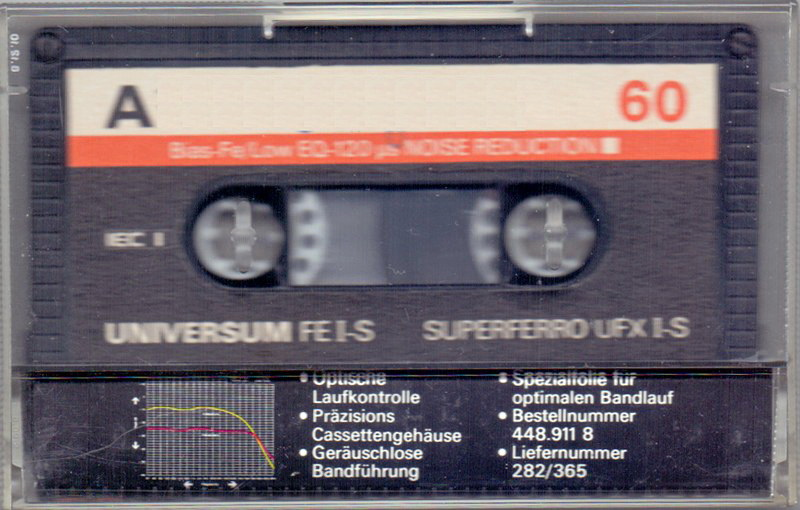 A
60
Bias-Fe/Low EQ-120 µs NOISE REDUCTION
IEC I
UNIVERSUM FE I-S
SUPERFERRO UFX I-S
• Optische
Laufkontrolle
• Präzisions
Cassettengehäuse
• Geräuschlose
Bandführung
• Spezialfolie für
optimalen Bandlauf
• Bestellnummer
448.911 8
• Liefernummer
282/365